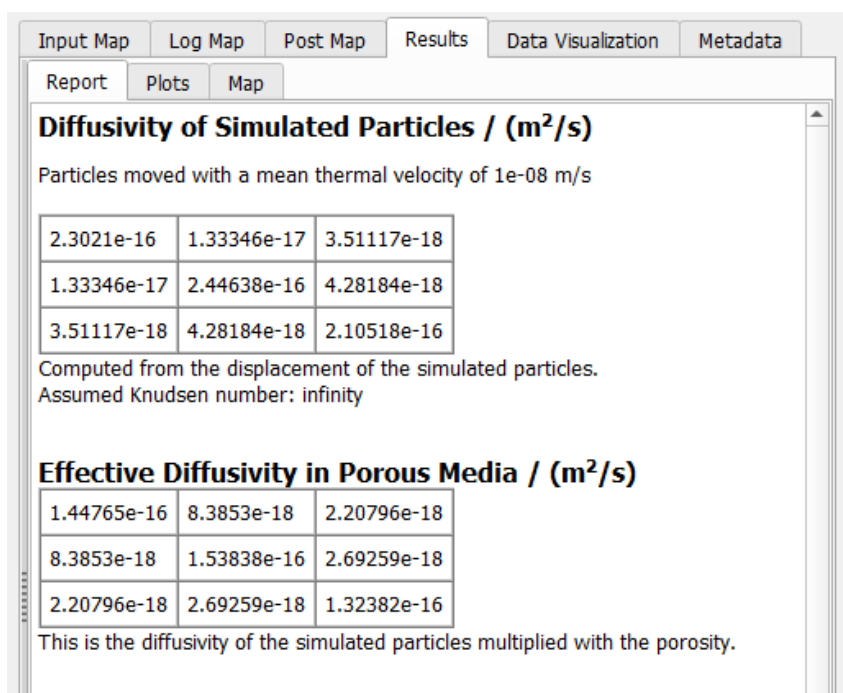 Input Map Log Map Post Map Results Data Visualization Metadata
Report Plots Map
Diffusivity of Simulated Particles / (m²/s)
Particles moved with a mean thermal velocity of 1e-08 m/s
2.3021e-16 1.33346e-17 3.51117e-18
1.33346e-17 2.44638e-16 4.28184e-18
3.51117e-18 4.28184e-18 2.10518e-16
Computed from the displacement of the simulated particles.
Assumed Knudsen number: infinity
Effective Diffusivity in Porous Media / (m²/s)
1.44765e-16 8.3853e-18 2.20796e-18
8.3853e-18 1.53838e-16 2.69259e-18
2.20796e-18 2.69259e-18 1.32382e-16
This is the diffusivity of the simulated particles multiplied with the porosity.